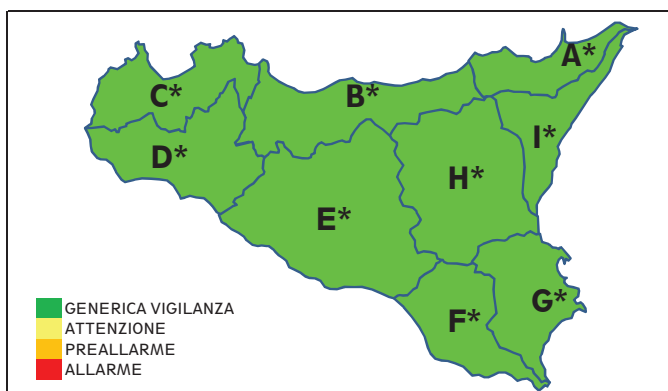 A*
C*
B*
I*
D*
H*
E*
G*
F*
GENERICA VIGILANZA
ATTENZIONE
PREALLARME
ALLARME